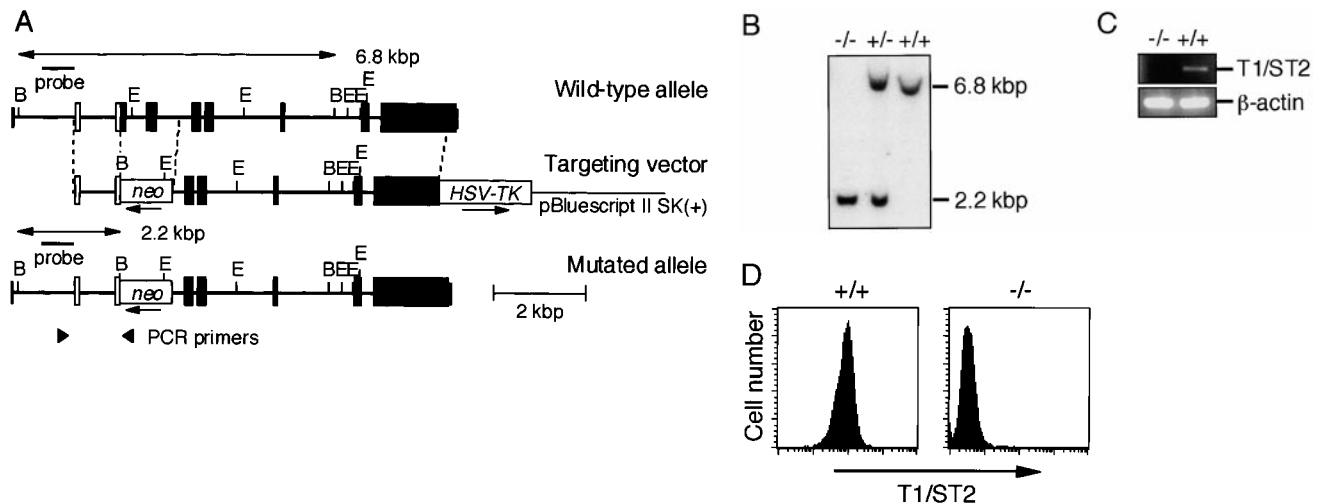 A
6.8 kbp
probe
B E E B E E E
Wild-type allele
Targeting vector
B E E B E E E
neo
HSV-TK
pBluescript II SK(+)
2.2 kbp
probe
B B E E B E E E
Mutated allele
neo
2 kbp
PCR primers
B
-/- +/- +/+
6.8 kbp
2.2 kbp
C
-/- +/+
T1/ST2
β-actin
D
+/+ -/-
Cell number
T1/ST2